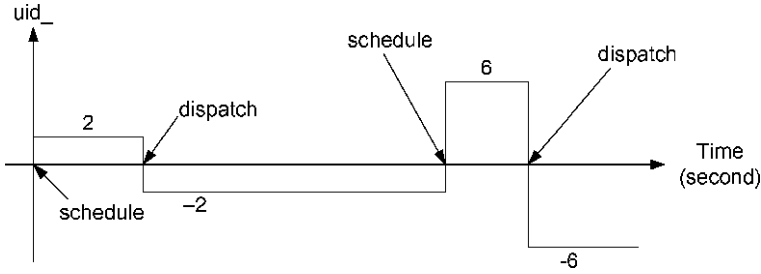 uid_
schedule
6
dispatch
2
dispatch
Time
(second)
schedule
–2
-6